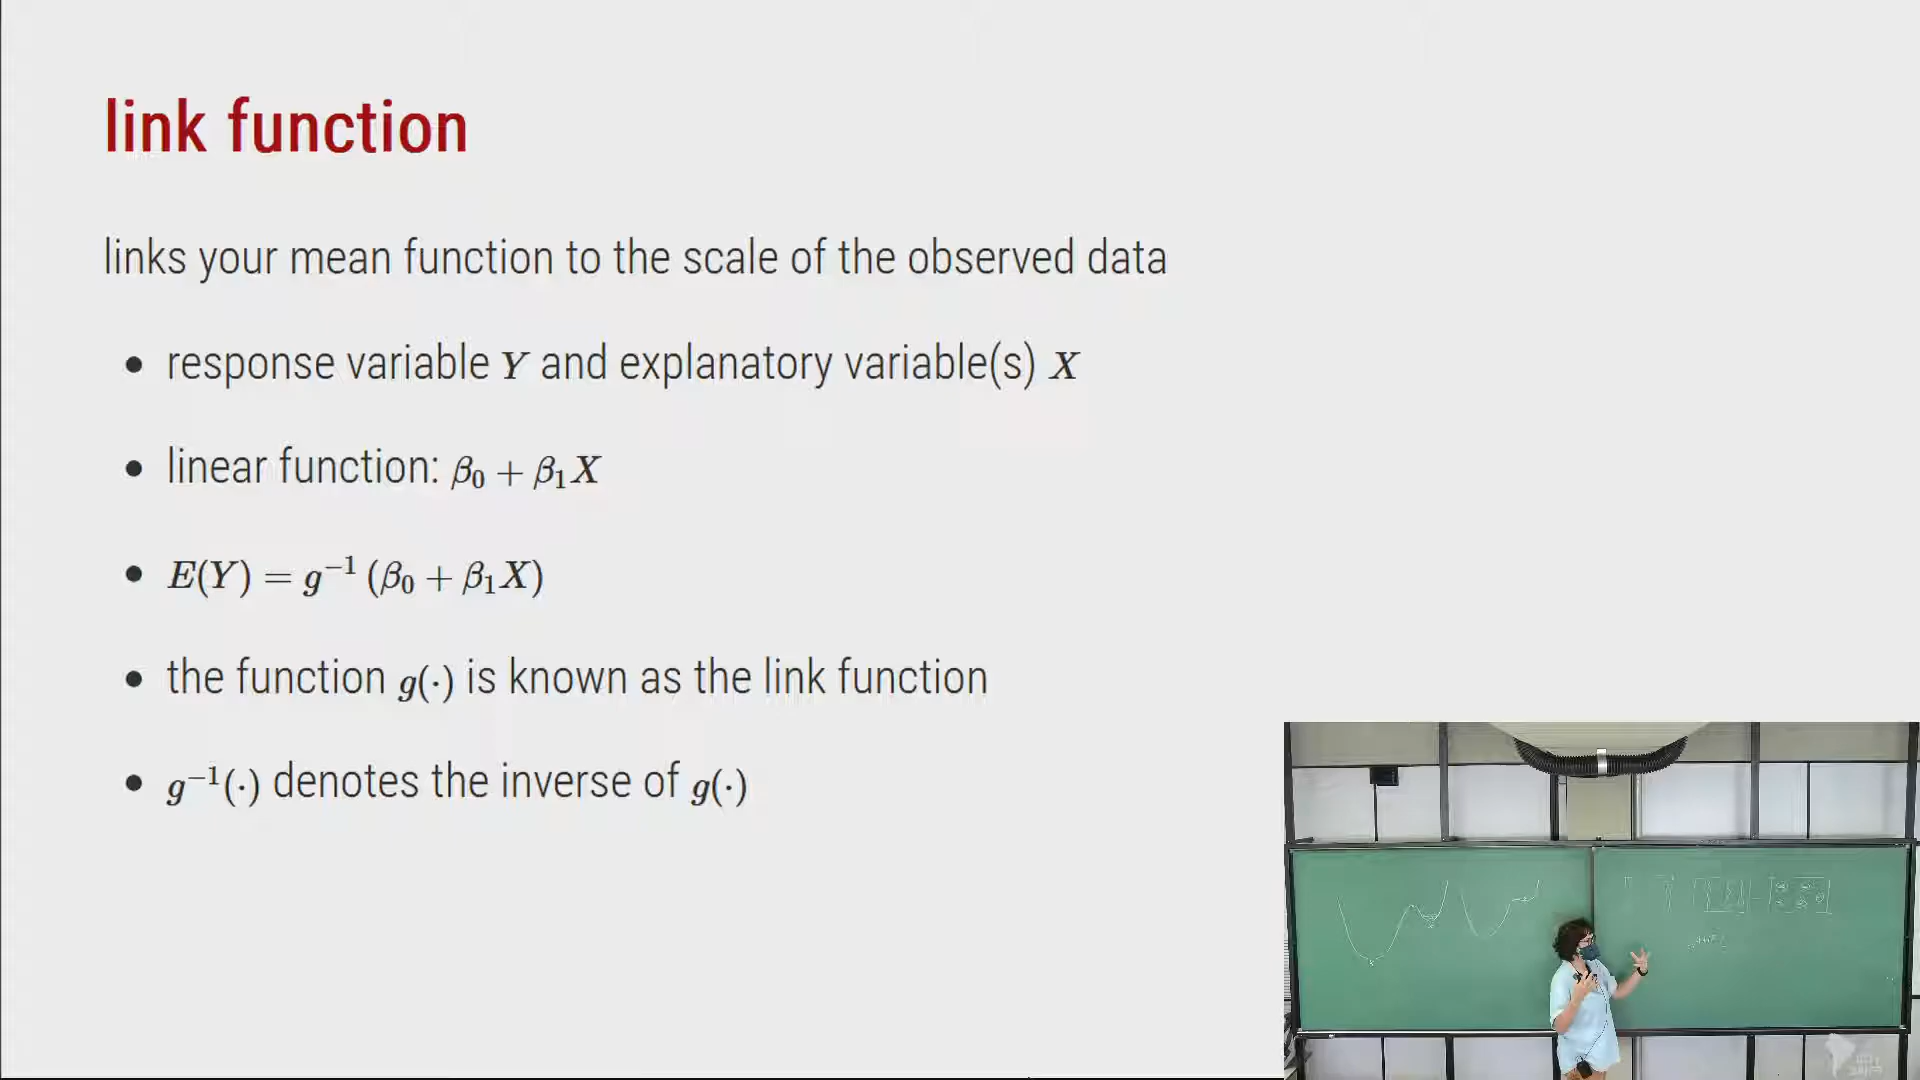 link function
links your mean function to the scale of the observed data
• response variable Y and explanatory variable(s) X
• linear function: β₀ + β₁X
• E(Y) = g⁻¹ (β₀ + β₁X)
• the function g(·) is known as the link function
• g⁻¹(·) denotes the inverse of g(·)